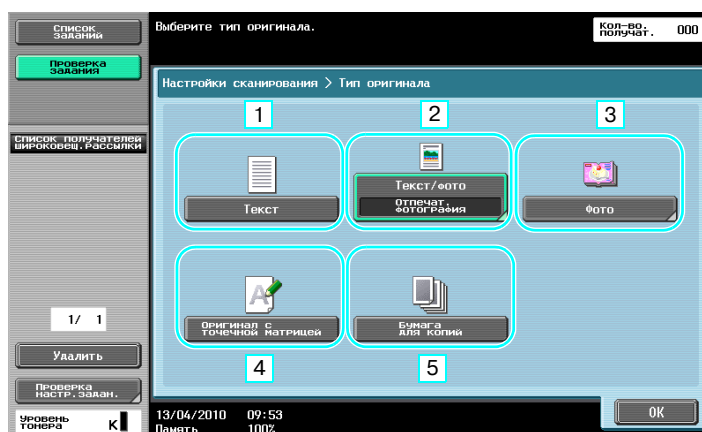 Список
заданий
Проверка
задания
Список получателей
широковещ.рассылки
1/ 1
Удалить
Проверка
настр.задан.
Уровень
тонера K
Выберите тип оригинала.
Кол-во.
получат. 000
Настройки сканирования > Тип оригинала
1
2
3
Текст
Текст/фото
Отпечат.
фотография
Фото
Оригинал с
точечной матрицей
Бумага
для копий
4
5
13/04/2010 09:53
Память 100%
OK